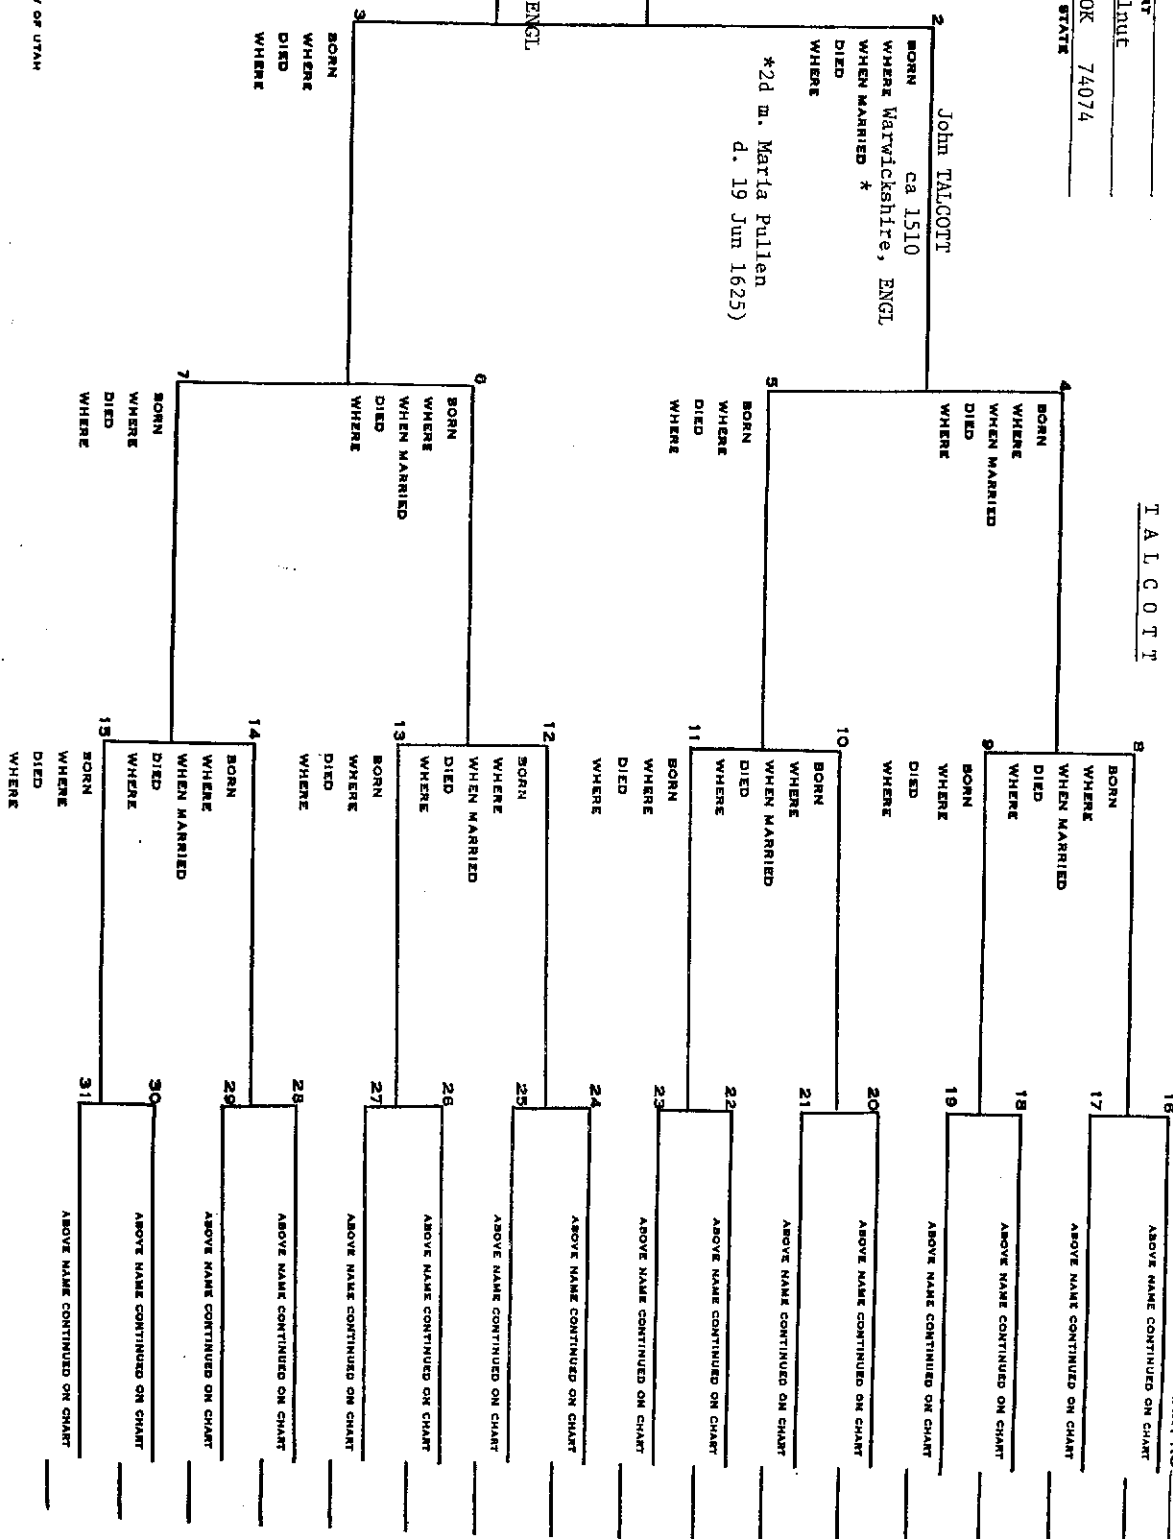 RT
lnut
OK 74074
STATE
T A L C O T T
2
John TALCOTT
BORN ca 1510
WHERE Warwickshire, ENGL
WHEN MARRIED *
DIED
WHERE
*2d m. Maria Pullen
d. 19 Jun 1625)
ENGL
3
BORN
WHERE
DIED
WHERE
4
BORN
WHERE
WHEN MARRIED
DIED
WHERE
5
BORN
WHERE
DIED
WHERE
6
BORN
WHERE
WHEN MARRIED
DIED
WHERE
7
BORN
WHERE
DIED
WHERE
8
BORN
WHERE
WHEN MARRIED
DIED
WHERE
9
BORN
WHERE
DIED
WHERE
10
BORN
WHERE
WHEN MARRIED
DIED
WHERE
11
BORN
WHERE
DIED
WHERE
12
BORN
WHERE
WHEN MARRIED
DIED
WHERE
13
BORN
WHERE
DIED
WHERE
14
BORN
WHERE
WHEN MARRIED
DIED
WHERE
15
BORN
WHERE
DIED
WHERE
16
ABOVE NAME CONTINUED ON CHART
17
ABOVE NAME CONTINUED ON CHART
18
ABOVE NAME CONTINUED ON CHART
19
ABOVE NAME CONTINUED ON CHART
20
ABOVE NAME CONTINUED ON CHART
21
ABOVE NAME CONTINUED ON CHART
22
ABOVE NAME CONTINUED ON CHART
23
ABOVE NAME CONTINUED ON CHART
24
ABOVE NAME CONTINUED ON CHART
25
ABOVE NAME CONTINUED ON CHART
26
ABOVE NAME CONTINUED ON CHART
27
ABOVE NAME CONTINUED ON CHART
28
ABOVE NAME CONTINUED ON CHART
29
ABOVE NAME CONTINUED ON CHART
30
ABOVE NAME CONTINUED ON CHART
31
ABOVE NAME CONTINUED ON CHART
Y OF UTAH